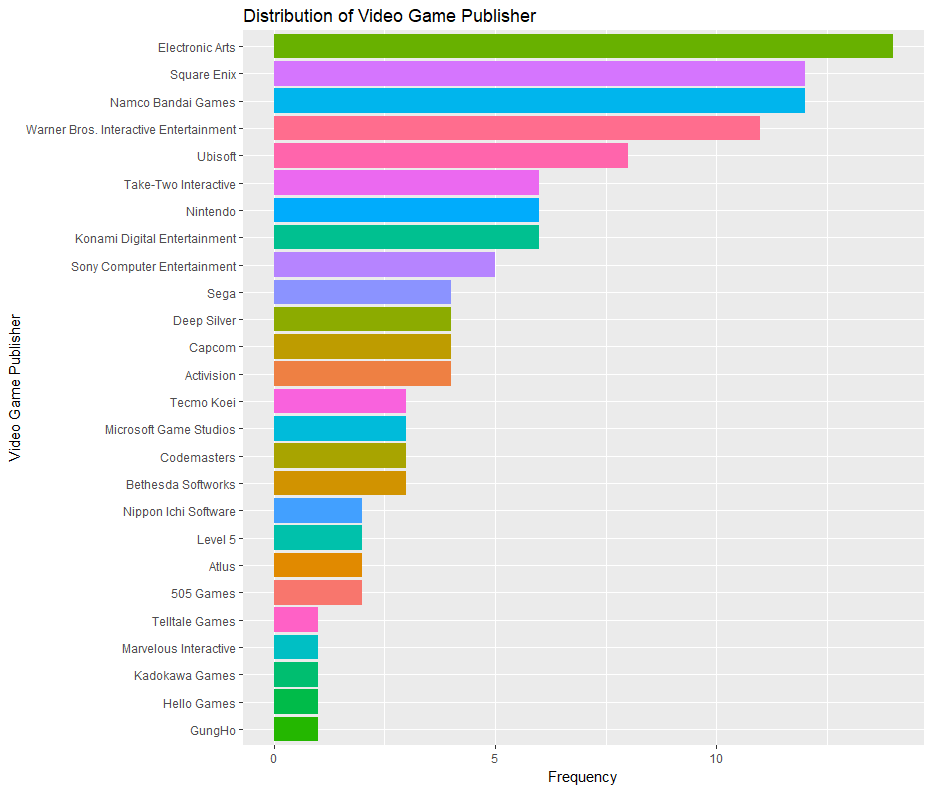 Distribution of Video Game Publisher
Video Game Publisher
Electronic Arts
Square Enix
Namco Bandai Games
Warner Bros. Interactive Entertainment
Ubisoft
Take-Two Interactive
Nintendo
Konami Digital Entertainment
Sony Computer Entertainment
Sega
Deep Silver
Capcom
Activision
Tecmo Koei
Microsoft Game Studios
Codemasters
Bethesda Softworks
Nippon Ichi Software
Level 5
Atlus
505 Games
Telltale Games
Marvelous Interactive
Kadokawa Games
Hello Games
GungHo
0 5 10
Frequency